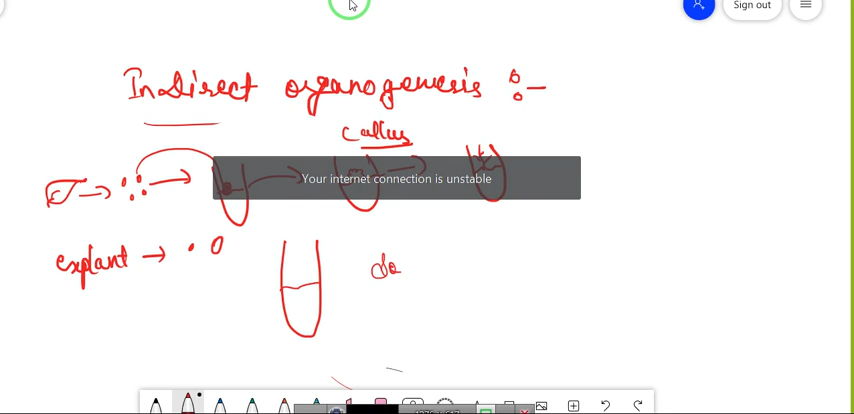 Sign out
Indirect organogenesis :-
Callus
Your internet connection is unstable
explant →